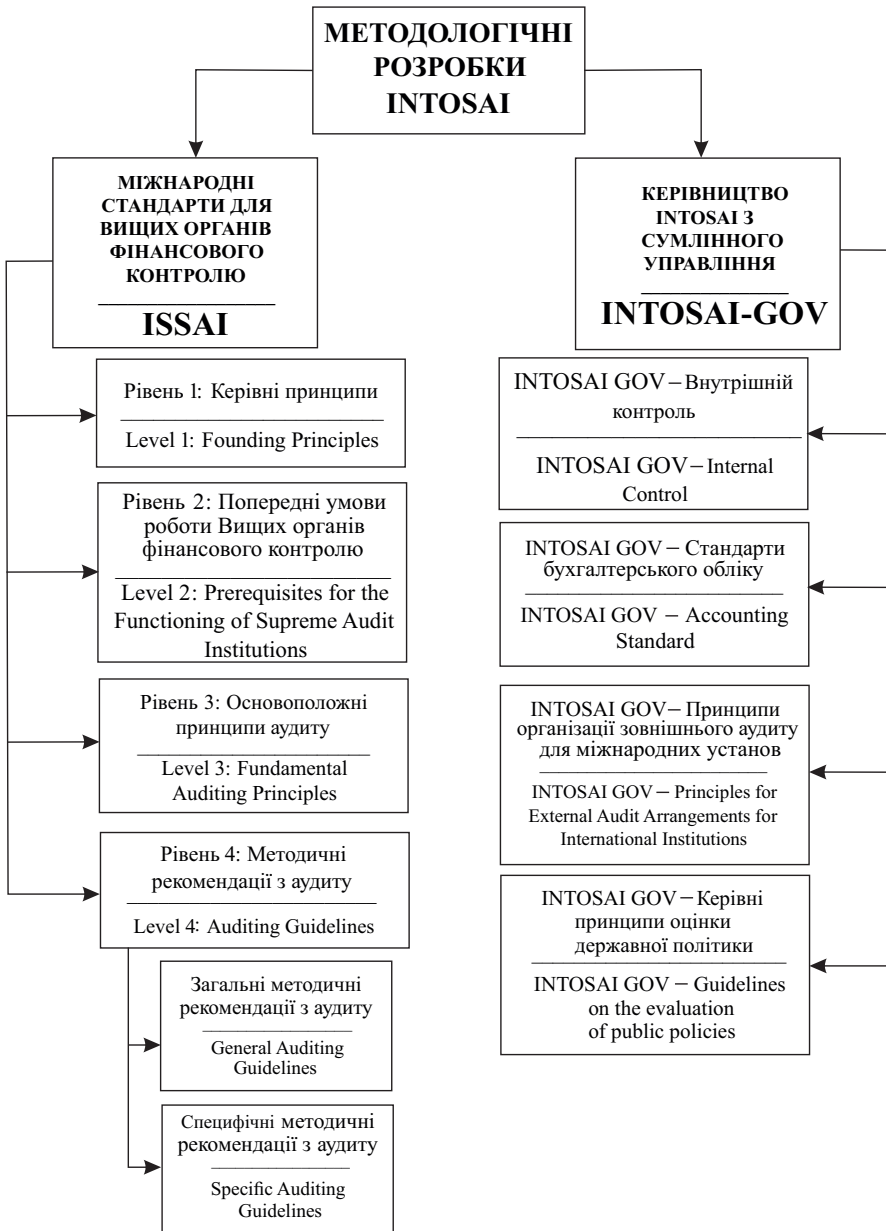 МЕТОДОЛОГІЧНІ
РОЗРОБКИ
INTOSAI
МІЖНАРОДНІ
СТАНДАРТИ ДЛЯ
ВИЩИХ ОРГАНІВ
ФІНАНСОВОГО
КОНТРОЛЮ
ISSAI
Рівень 1: Керівні принципи
Level 1: Founding Principles
Рівень 2: Попередні умови
роботи Вищих органів
фінансового контролю
Level 2: Prerequisites for the
Functioning of Supreme Audit
Institutions
Рівень 3: Основоположні
принципи аудиту
Level 3: Fundamental
Auditing Principles
Рівень 4: Методичні
рекомендації з аудиту
Level 4: Auditing Guidelines
Загальні методичні
рекомендації з аудиту
General Auditing
Guidelines
Специфічні методичні
рекомендації з аудиту
Specific Auditing
Guidelines
КЕРІВНИЦТВО
INTOSAI З
СУМЛІННОГО
УПРАВЛІННЯ
INTOSAI-GOV
INTOSAI GOV – Внутрішній
контроль
INTOSAI GOV – Internal
Control
INTOSAI GOV – Стандарти
бухгалтерського обліку
INTOSAI GOV – Accounting
Standard
INTOSAI GOV – Принципи
організації зовнішнього аудиту
для міжнародних установ
INTOSAI GOV – Principles for
External Audit Arrangements for
International Institutions
INTOSAI GOV – Керівні
принципи оцінки
державної політики
INTOSAI GOV – Guidelines
on the evaluation
of public policies